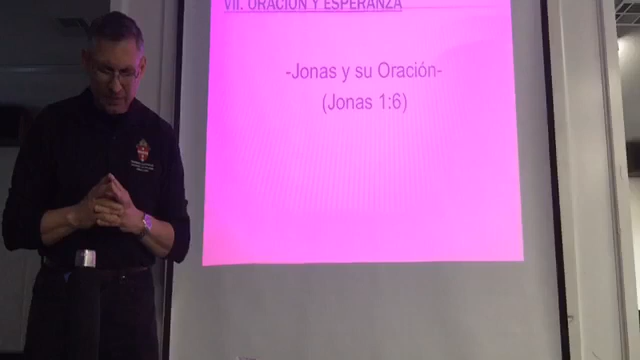 VII. ORACIÓN Y ESPERANZA
-Jonas y su Oración-
(Jonas 1:6)